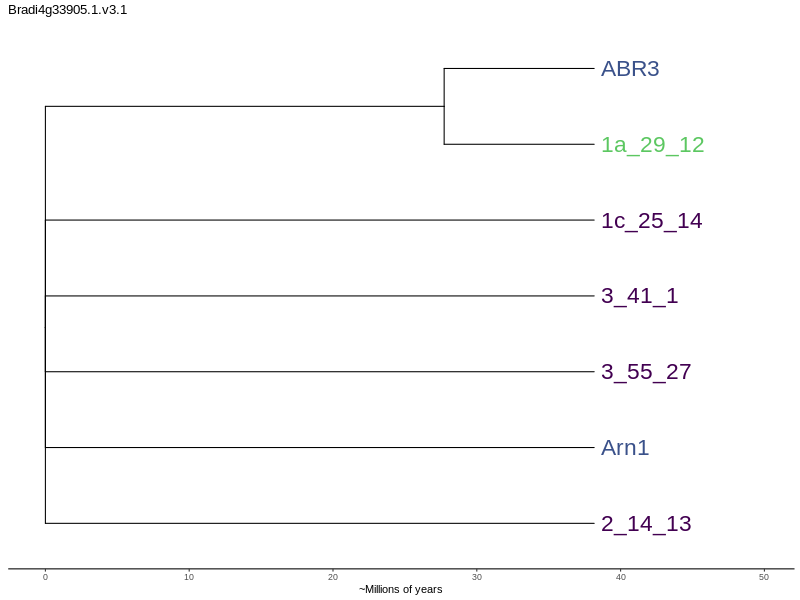 Bradi4g33905.1.v3.1
ABR3
1a_29_12
1c_25_14
3_41_1
3_55_27
Arn1
2_14_13
0 10 20 30 40 50
~Millions of years